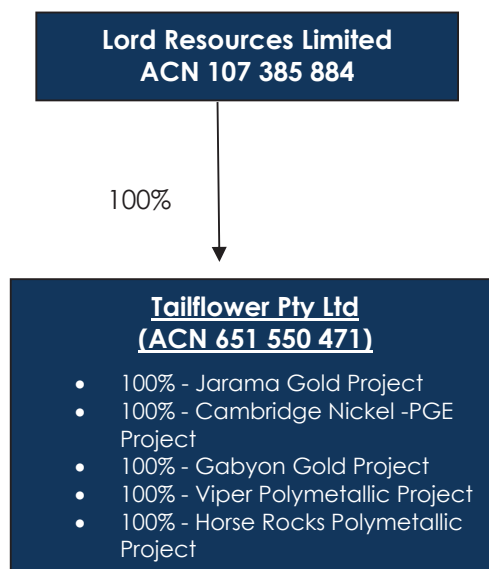 Lord Resources Limited
ACN 107 385 884
100%
Tailflower Pty Ltd
(ACN 651 550 471)
• 100% - Jarama Gold Project
• 100% - Cambridge Nickel -PGE
Project
• 100% - Gabyon Gold Project
• 100% - Viper Polymetallic Project
• 100% - Horse Rocks Polymetallic
Project